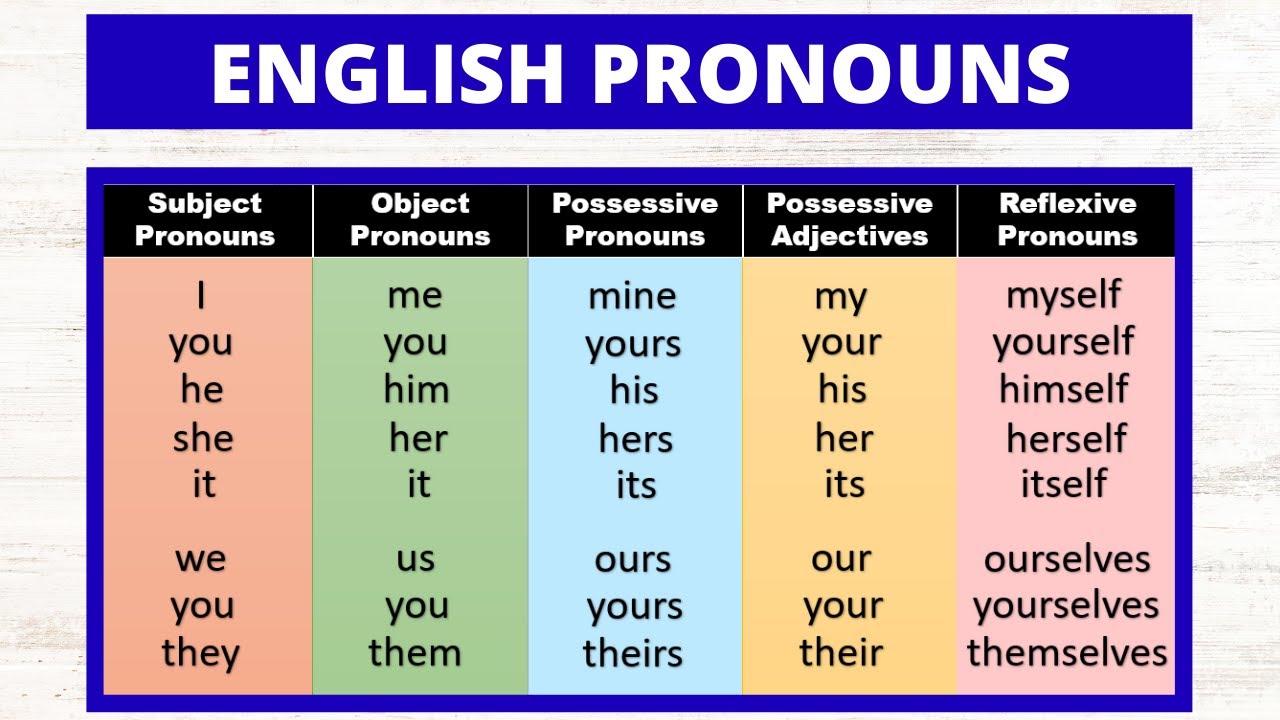 ENGLISH PRONOUNS
Subject Pronouns Object Pronouns Possessive Pronouns Possessive Adjectives Reflexive Pronouns
I me mine my myself
you you yours your yourself
he him his his himself
she her hers her herself
it it its its itself
we us ours our ourselves
you you yours your yourselves
they them theirs their themselves